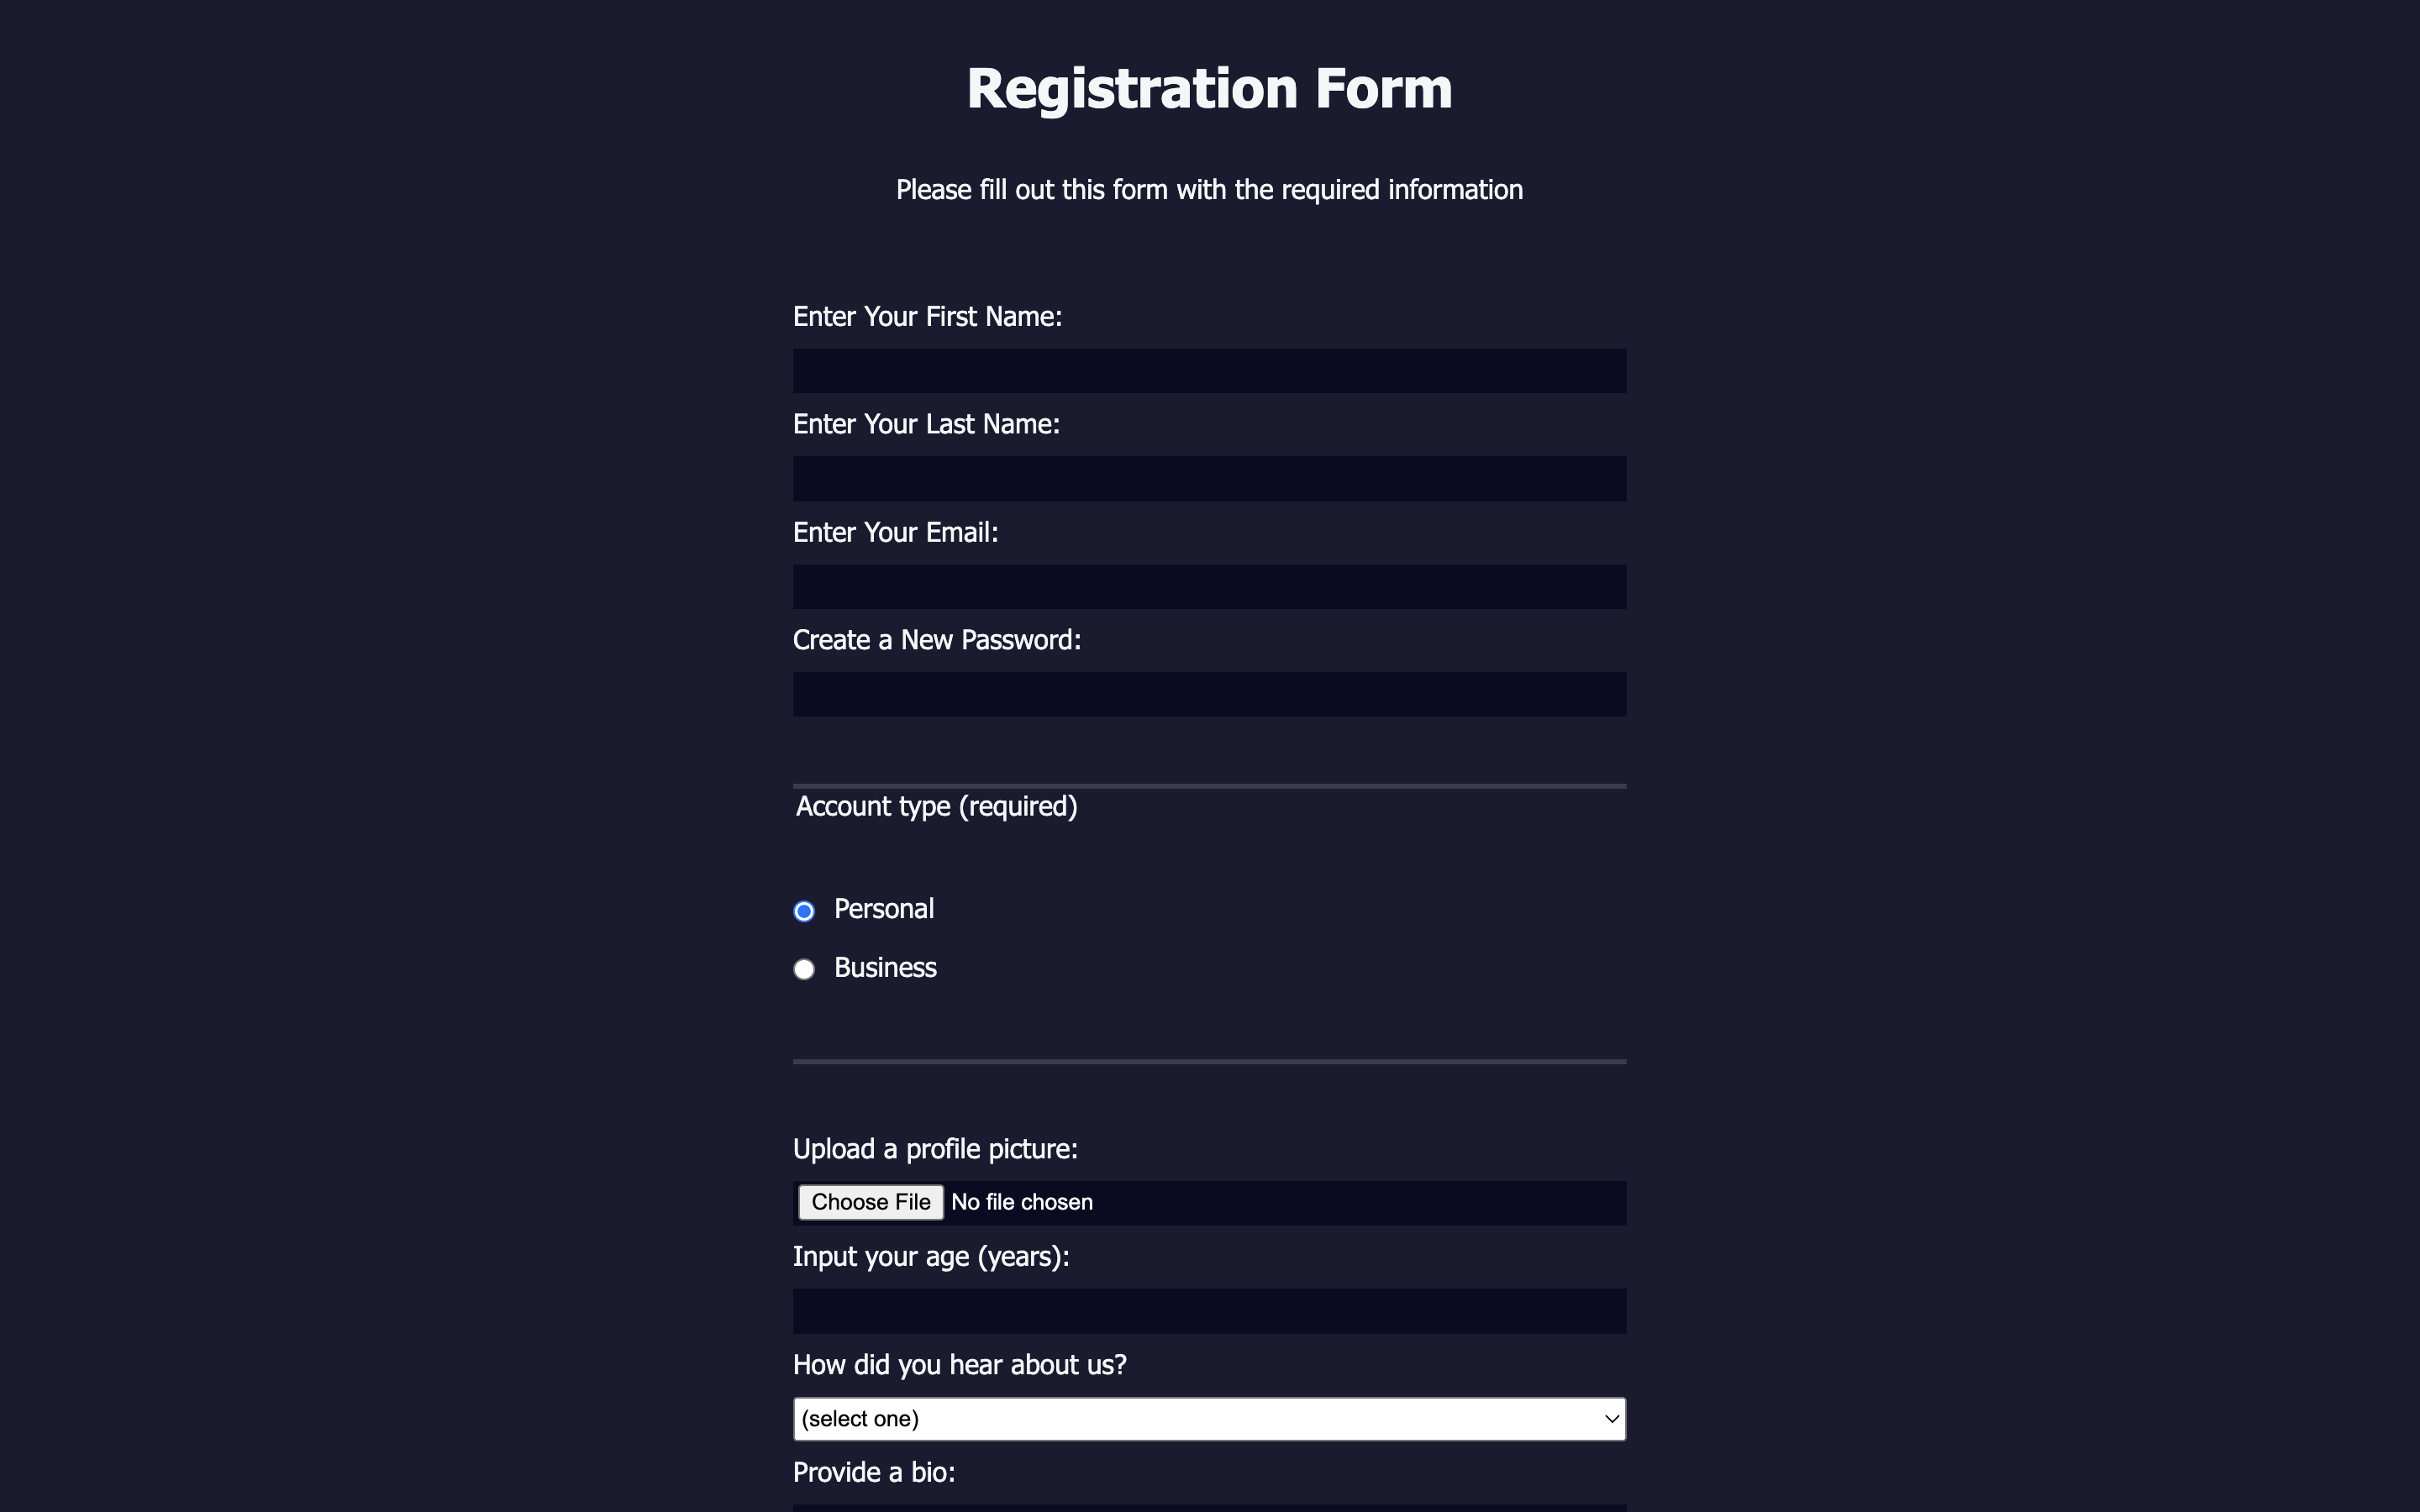 Registration Form
Please fill out this form with the required information
Enter Your First Name:
Enter Your Last Name:
Enter Your Email:
Create a New Password:
Account type (required)
Personal
Business
Upload a profile picture:
Choose File No file chosen
Input your age (years):
How did you hear about us?
(select one)
Provide a bio: